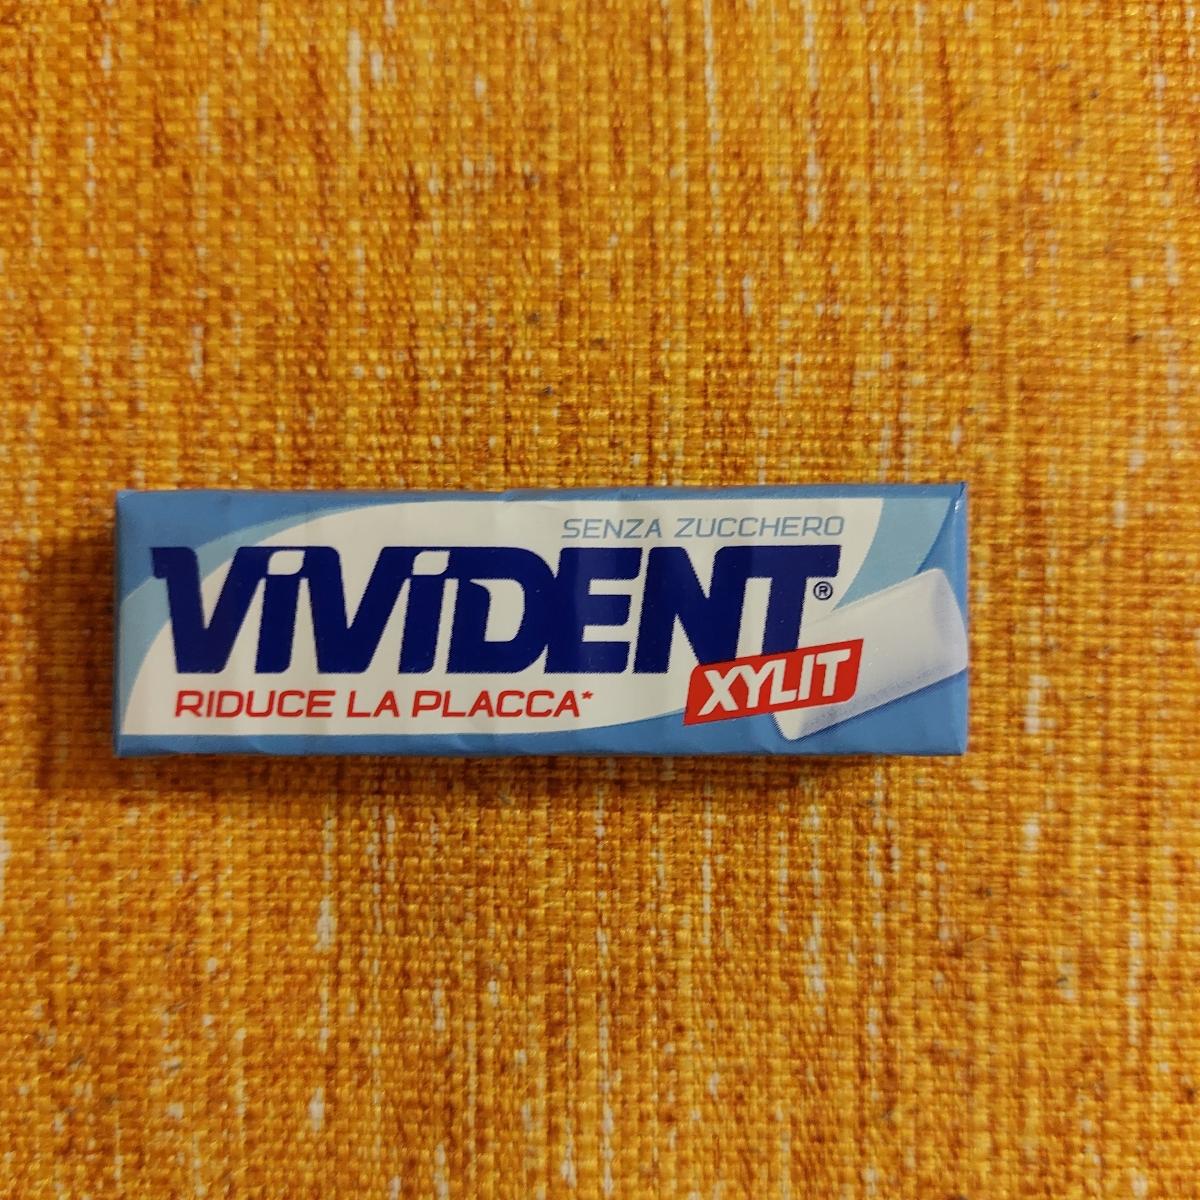 SENZA ZUCCHERO
ViViDENT®
XYLIT
RIDUCE LA PLACCA*